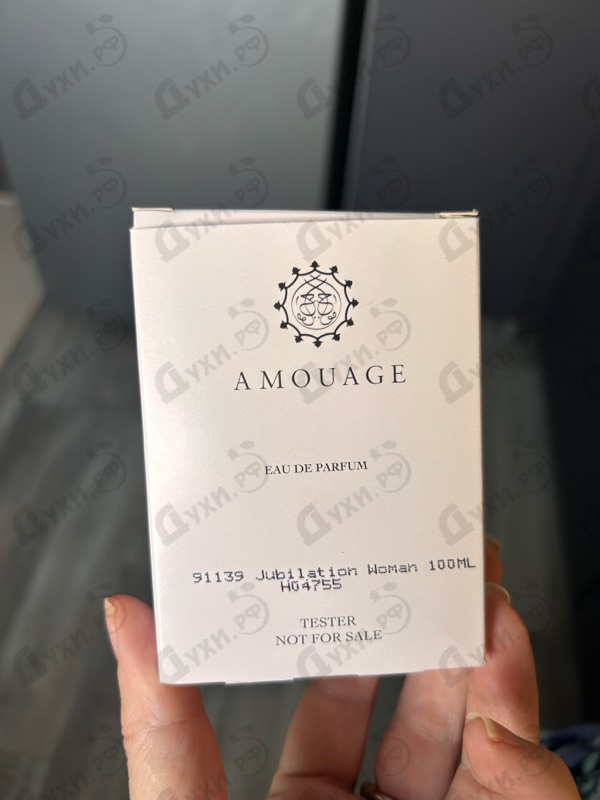 AMOUAGE
EAU DE PARFUM
91139 Jubilation Woman 100ML
H04755
TESTER
NOT FOR SALE
Духи.РФ